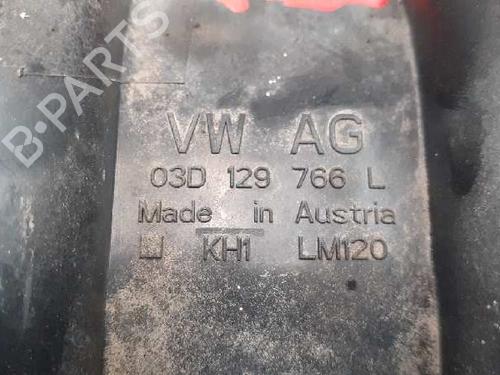 B-PARTS
VW AG
03D 129 766 L
Made in Austria
KH1 LM120